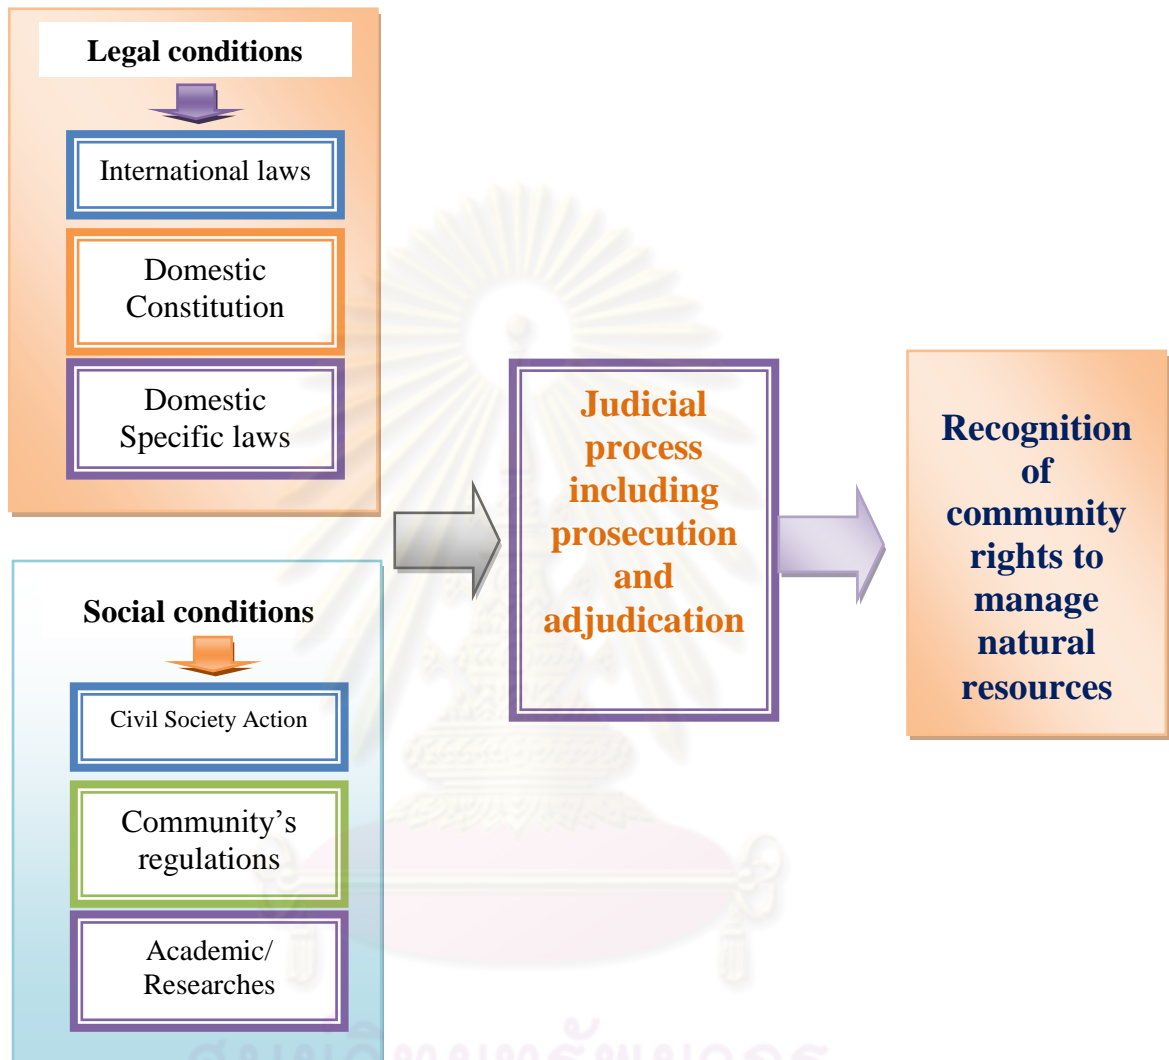 Legal conditions
International laws
Domestic
Constitution
Domestic
Specific laws
Social conditions
Civil Society Action
Community’s
regulations
Academic/
Researches
Judicial
process
including
prosecution
and
adjudication
Recognition
of
community
rights to
manage
natural
resources